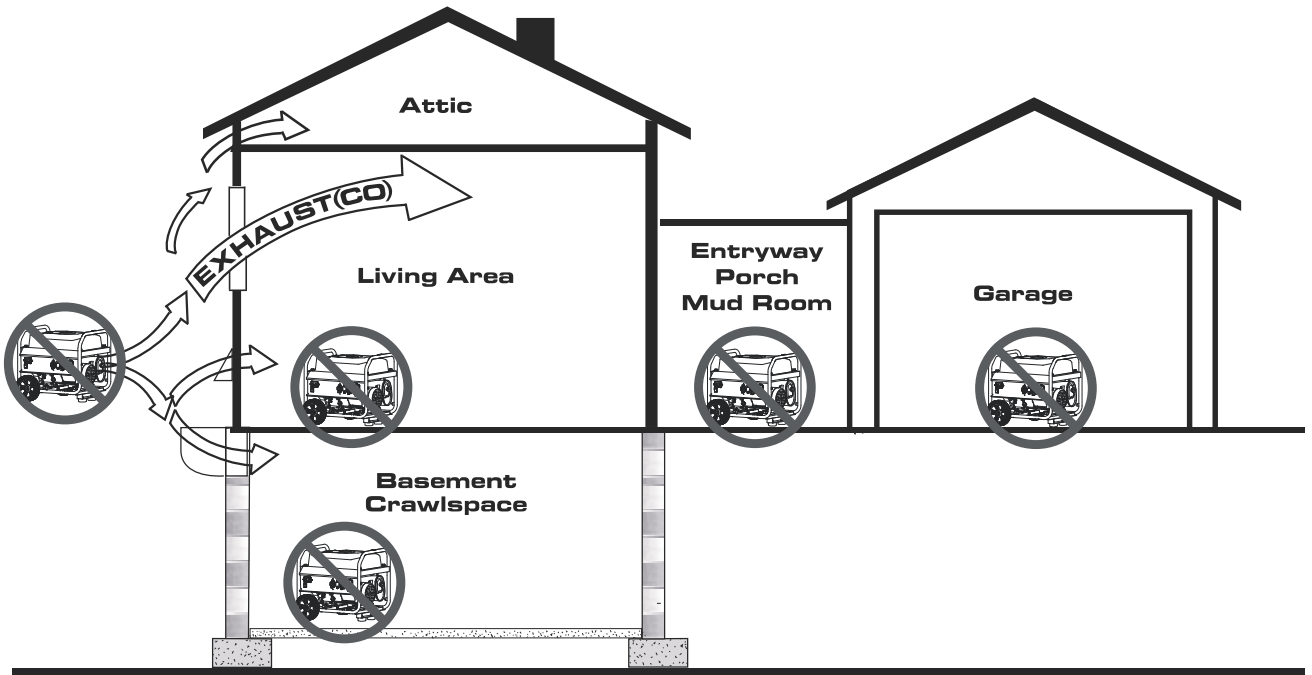 Attic
EXHAUST(CO)
Living Area
Entryway
Porch
Mud Room
Garage
Basement
Crawlspace